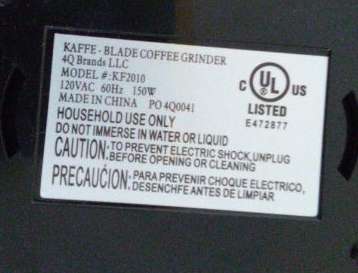 KAFFE - BLADE COFFEE GRINDER
4Q Brands LLC
MODEL #: KF2010
120VAC 60Hz 150W
MADE IN CHINA PO 4Q0041
C UL US
LISTED
E472877
HOUSEHOLD USE ONLY
DO NOT IMMERSE IN WATER OR LIQUID
CAUTION: TO PREVENT ELECTRIC SHOCK, UNPLUG
BEFORE OPENING OR CLEANING
PRECAUCIÓN: PARA PREVENIR CHOQUE ELECTRICO,
DESENCHFE ANTES DE LIMPIAR